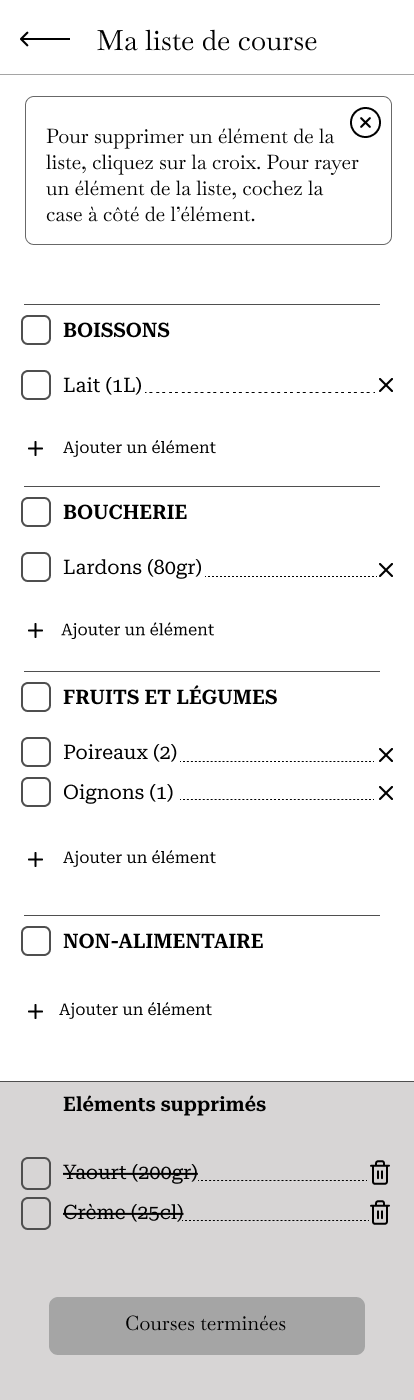 Ma liste de course
Pour supprimer un élément de la
liste, cliquez sur la croix. Pour rayer
un élément de la liste, cochez la
case à côté de l’élément.
BOISSONS
Lait (1L)
Ajouter un élément
BOUCHERIE
Lardons (80gr)
Ajouter un élément
FRUITS ET LÉGUMES
Poireaux (2)
Oignons (1)
Ajouter un élément
NON-ALIMENTAIRE
Ajouter un élément
Eléments supprimés
Yaourt (200gr)
Crème (25cl)
Courses terminées